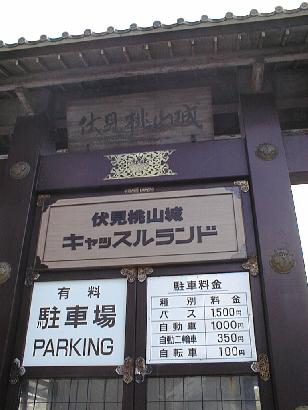 伏見桃山城
伏見桃山城
キャッスルランド
有料
駐車場
PARKING
駐車料金
種別 料金
バス 1,500円
自動車 1000円
自動二輪車 350円
自転車 100円